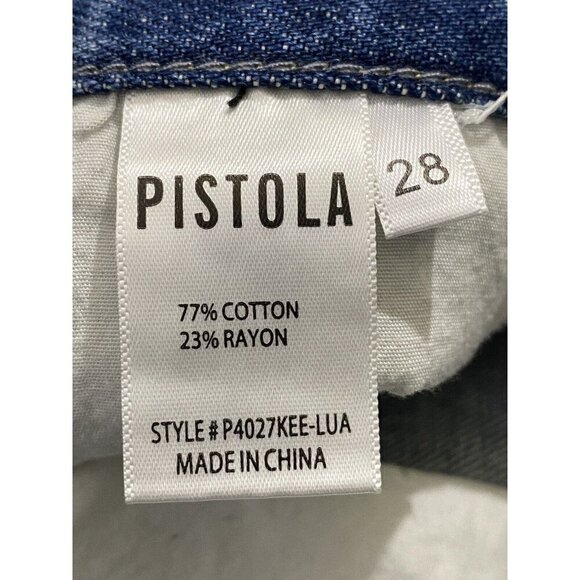 PISTOLA
28
77% COTTON
23% RAYON
STYLE # P4027KEE-LUA
MADE IN CHINA